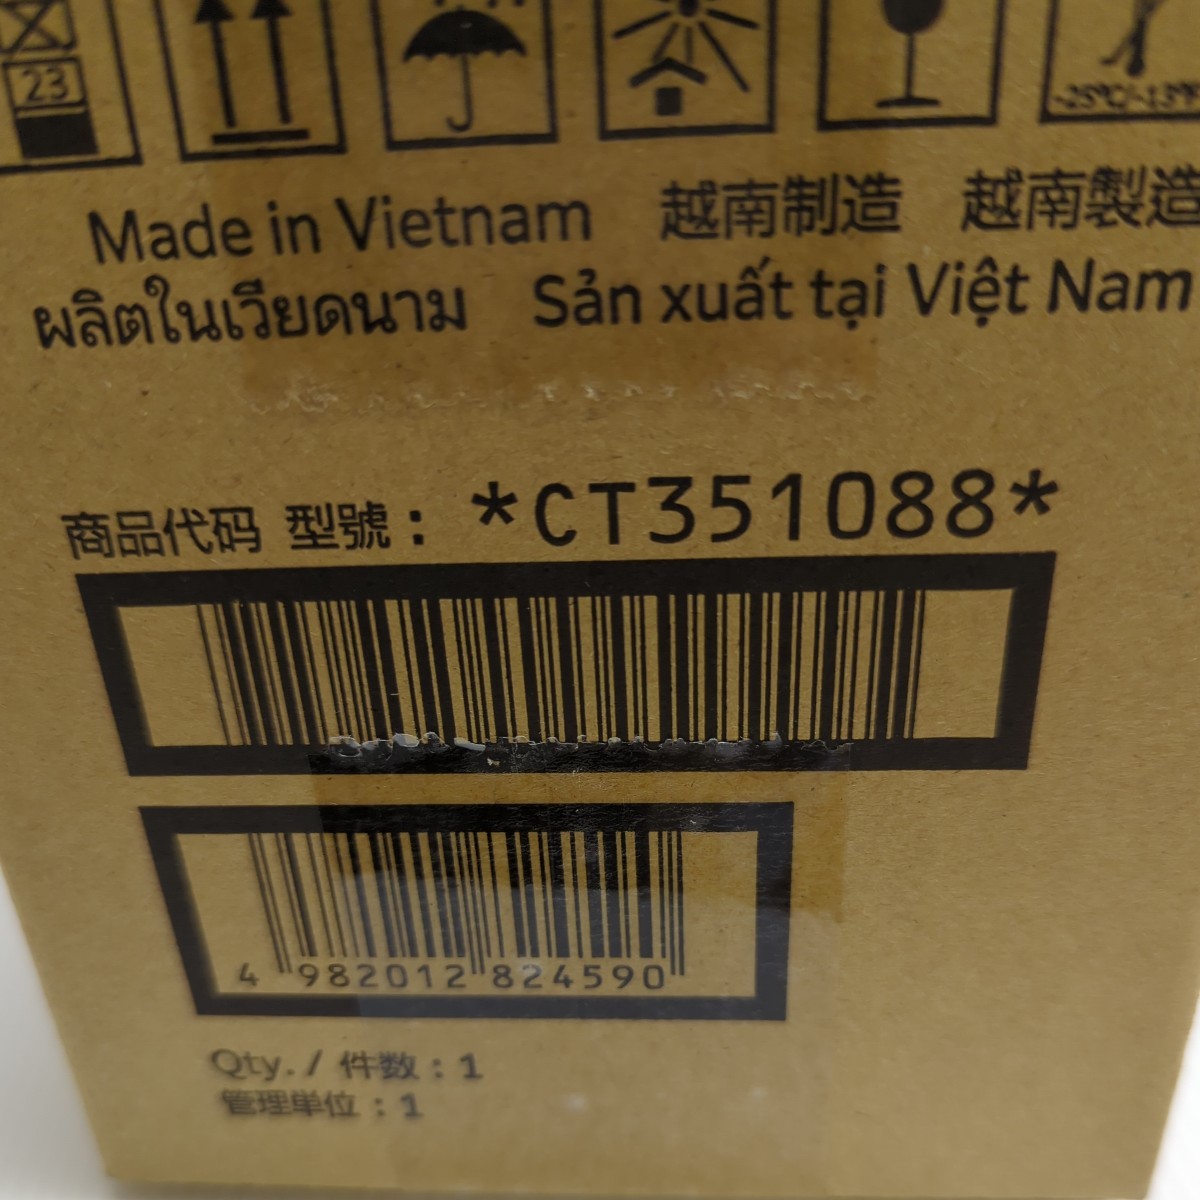 23
-25°C/-13°F
Made in Vietnam 越南制造 越南製造
ผลิตในเวียดนาม Sản xuất tại Việt Nam
商品代码 型號: *CT351088*
4 982012 824590
Qty. / 件数 : 1
管理単位 : 1